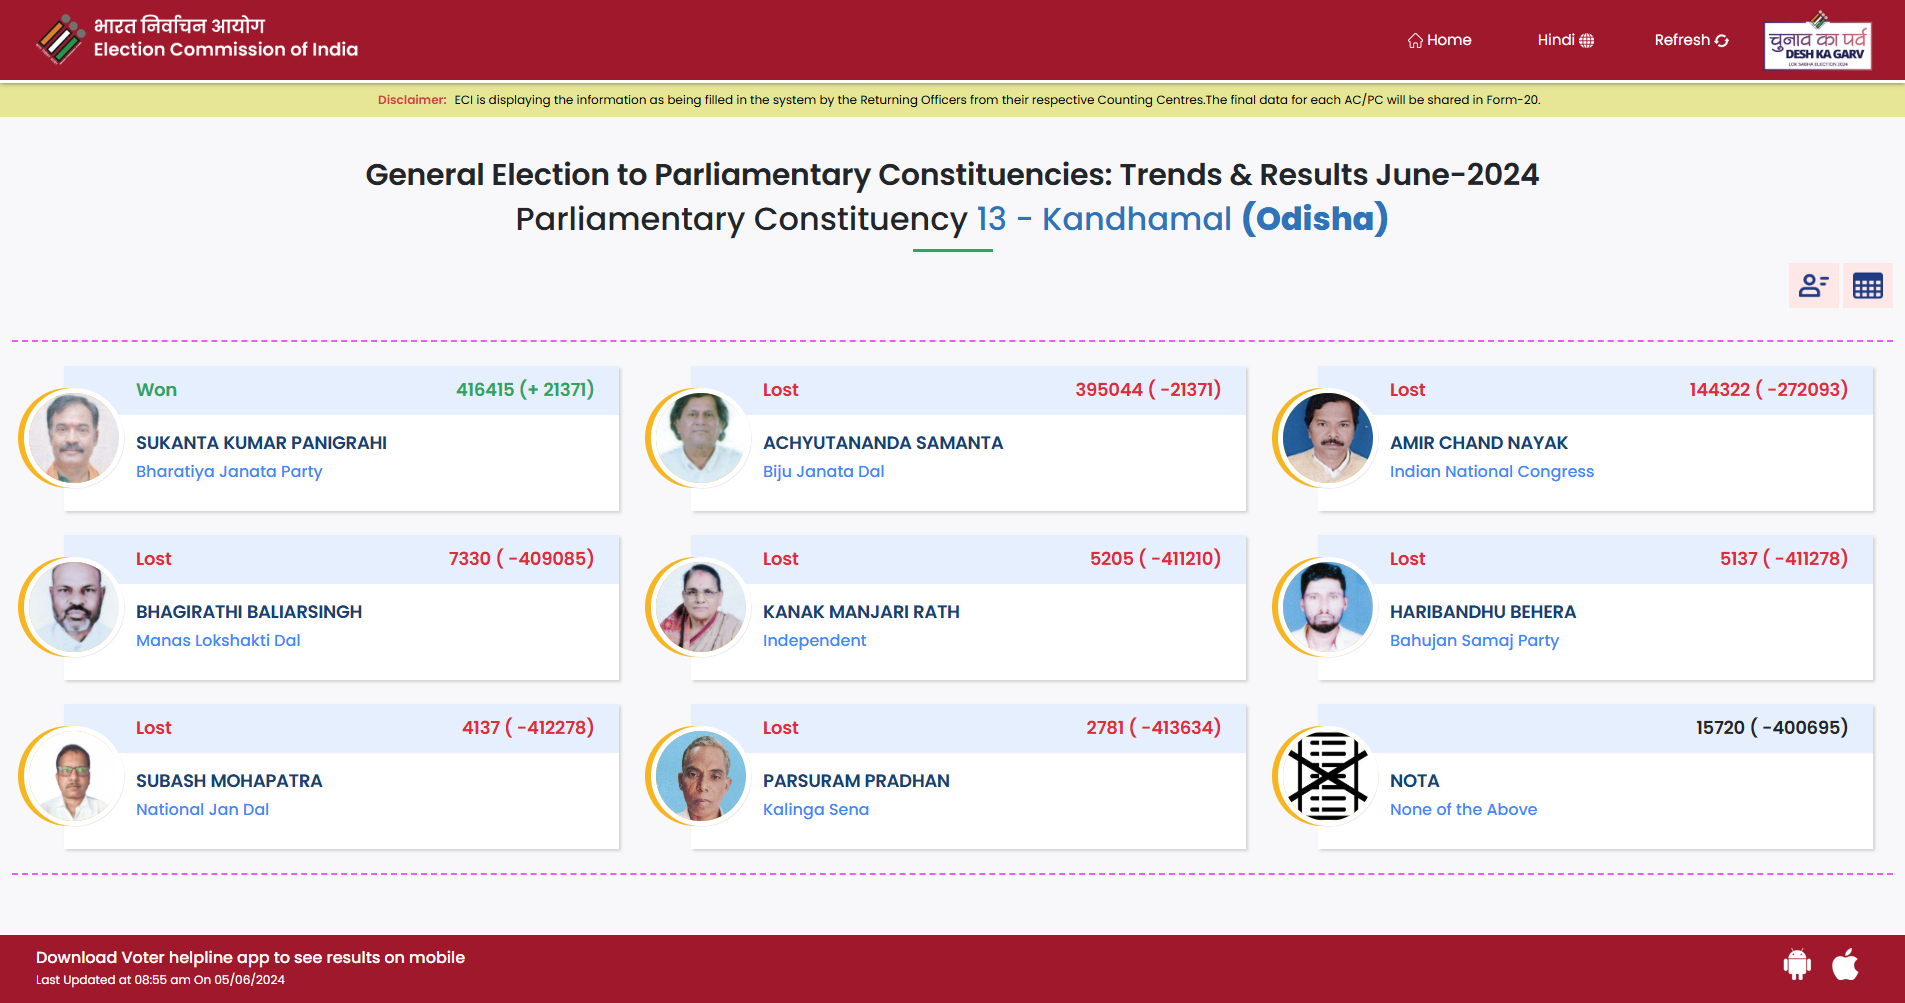 भारत निर्वाचन आयोग
Election Commission of India
Home
Hindi
Refresh
चुनाव का पर्व
DESH KA GARV
LOK SABHA ELECTION 2024
Disclaimer: ECI is displaying the information as being filled in the system by the Returning Officers from their respective Counting Centres.The final data for each AC/PC will be shared in Form-20.
General Election to Parliamentary Constituencies: Trends & Results June-2024
Parliamentary Constituency 13 - Kandhamal (Odisha)
Won 416415 (+ 21371)
SUKANTA KUMAR PANIGRAHI
Bharatiya Janata Party
Lost 395044 ( -21371)
ACHYUTANANDA SAMANTA
Biju Janata Dal
Lost 144322 ( -272093)
AMIR CHAND NAYAK
Indian National Congress
Lost 7330 ( -409085)
BHAGIRATHI BALIARSINGH
Manas Lokshakti Dal
Lost 5205 ( -411210)
KANAK MANJARI RATH
Independent
Lost 5137 ( -411278)
HARIBANDHU BEHERA
Bahujan Samaj Party
Lost 4137 ( -412278)
SUBASH MOHAPATRA
National Jan Dal
Lost 2781 ( -413634)
PARSURAM PRADHAN
Kalinga Sena
15720 ( -400695)
NOTA
None of the Above
Download Voter helpline app to see results on mobile
Last Updated at 08:55 am On 05/06/2024